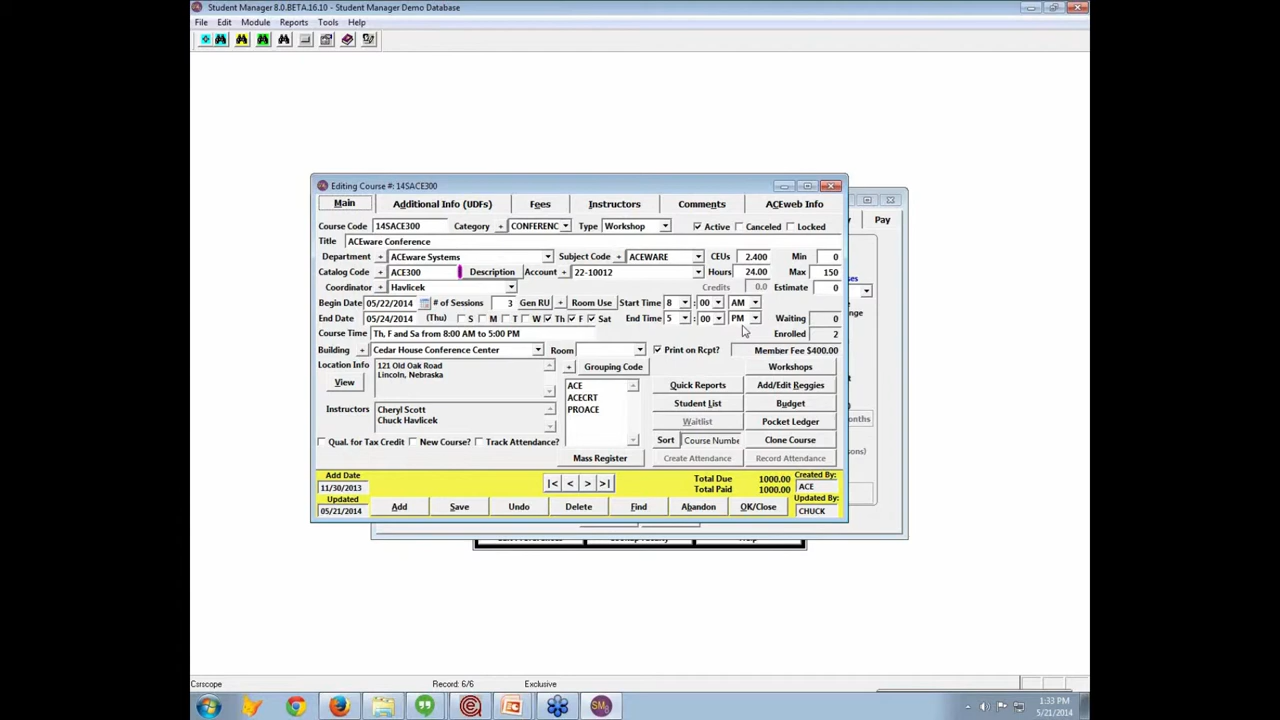 Student Manager 8.0.BETA.16.10 - Student Manager Demo Database
File Edit Module Reports Tools Help
Editing Course #: 14SACE300
Main Additional Info (UDFs) Fees Instructors Comments ACEweb Info Pay
Course Code 14SACE300 Category + CONFERENC Type Workshop Active Canceled Locked
Title ACEware Conference
Department + ACEware Systems Subject Code + ACEWARE CEUs 2.400 Min 0
Catalog Code + ACE300 Description Account + 22-10012 Hours 24.00 Max 150
Coordinator + Havlicek Credits 0.0 Estimate 0
Begin Date 05/22/2014 # of Sessions 3 Gen RU + Room Use Start Time 8 : 00 AM
End Date 05/24/2014 (Thu) S M T W Th F Sat End Time 5 : 00 PM Waiting 0
Course Time Th, F and Sa from 8:00 AM to 5:00 PM Enrolled 2
Building + Cedar House Conference Center Room Print on Rcpt? Member Fee $400.00
Location Info 121 Old Oak Road + Grouping Code Workshops
Lincoln, Nebraska
View ACE Quick Reports Add/Edit Reggies
ACECRT
Instructors Cheryl Scott PROACE Student List Budget
Chuck Havlicek Waitlist Pocket Ledger
Qual. for Tax Credit New Course? Track Attendance? Sort Course Numbe Clone Course
Mass Register Create Attendance Record Attendance
Add Date Total Due 1000.00 Created By:
11/30/2013 |< < > >| Total Paid 1000.00 ACE
Updated Updated By:
05/21/2014 Add Save Undo Delete Find Abandon OK/Close CHUCK
Csrscope Record: 6/6 Exclusive
1:33 PM
5/21/2014